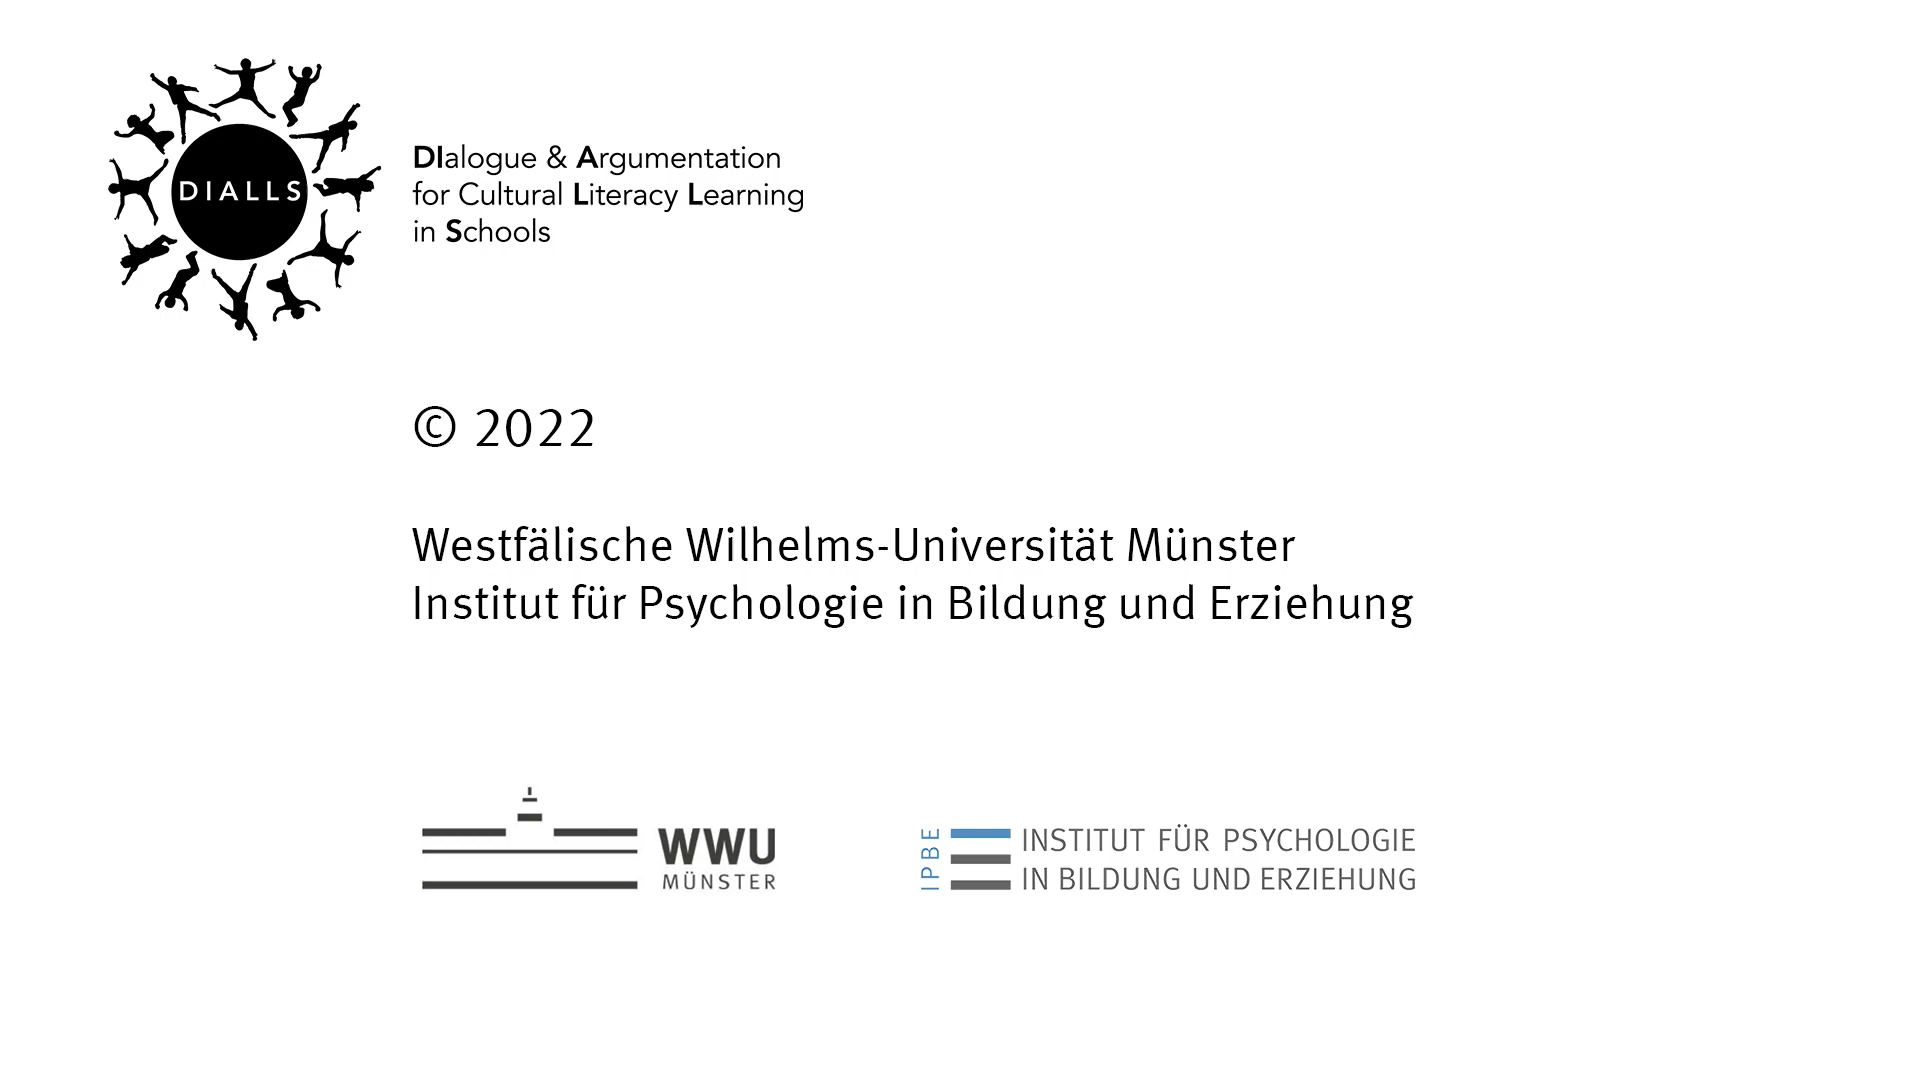 DIALLS
DIalogue & Argumentation
for Cultural Literacy Learning
in Schools
© 2022
Westfälische Wilhelms-Universität Münster
Institut für Psychologie in Bildung und Erziehung
WWU
MÜNSTER
IPBE
INSTITUT FÜR PSYCHOLOGIE
IN BILDUNG UND ERZIEHUNG